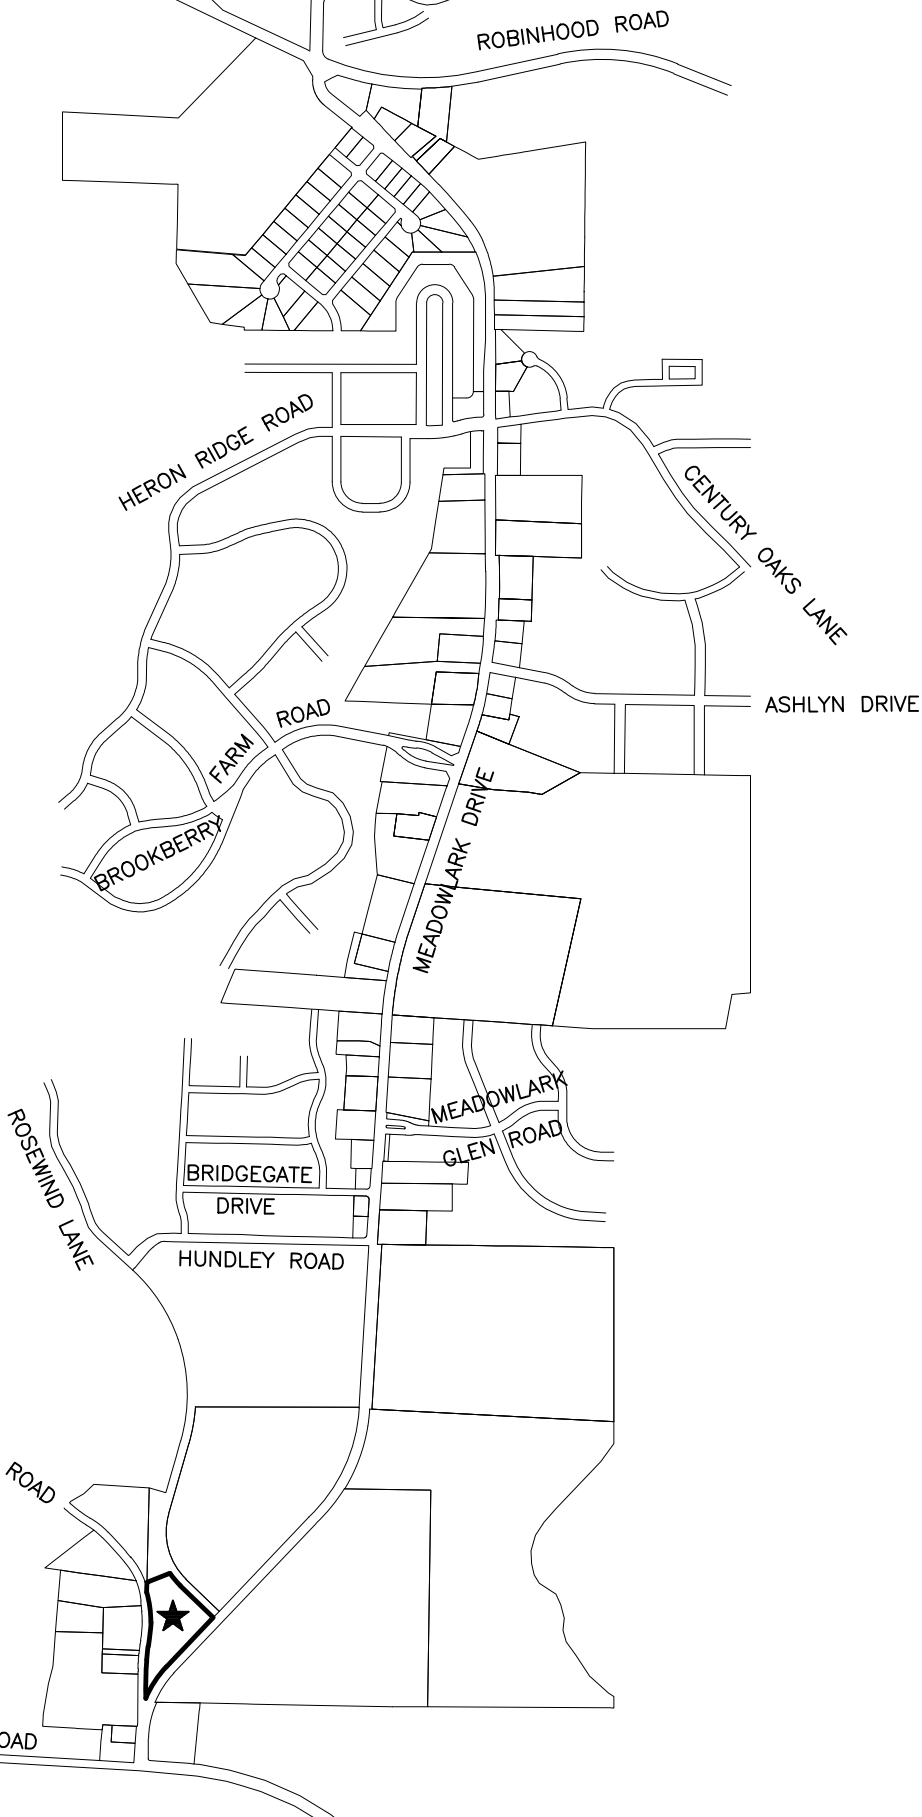 ROBINHOOD ROAD
HERON RIDGE ROAD
CENTURY OAKS LANE
ASHLYN DRIVE
BROOKBERRY FARM ROAD
MEADOWLARK DRIVE
MEADOWLARK
GLEN ROAD
ROSEWIND LANE
BRIDGEGATE
DRIVE
HUNDLEY ROAD
ROAD
OAD